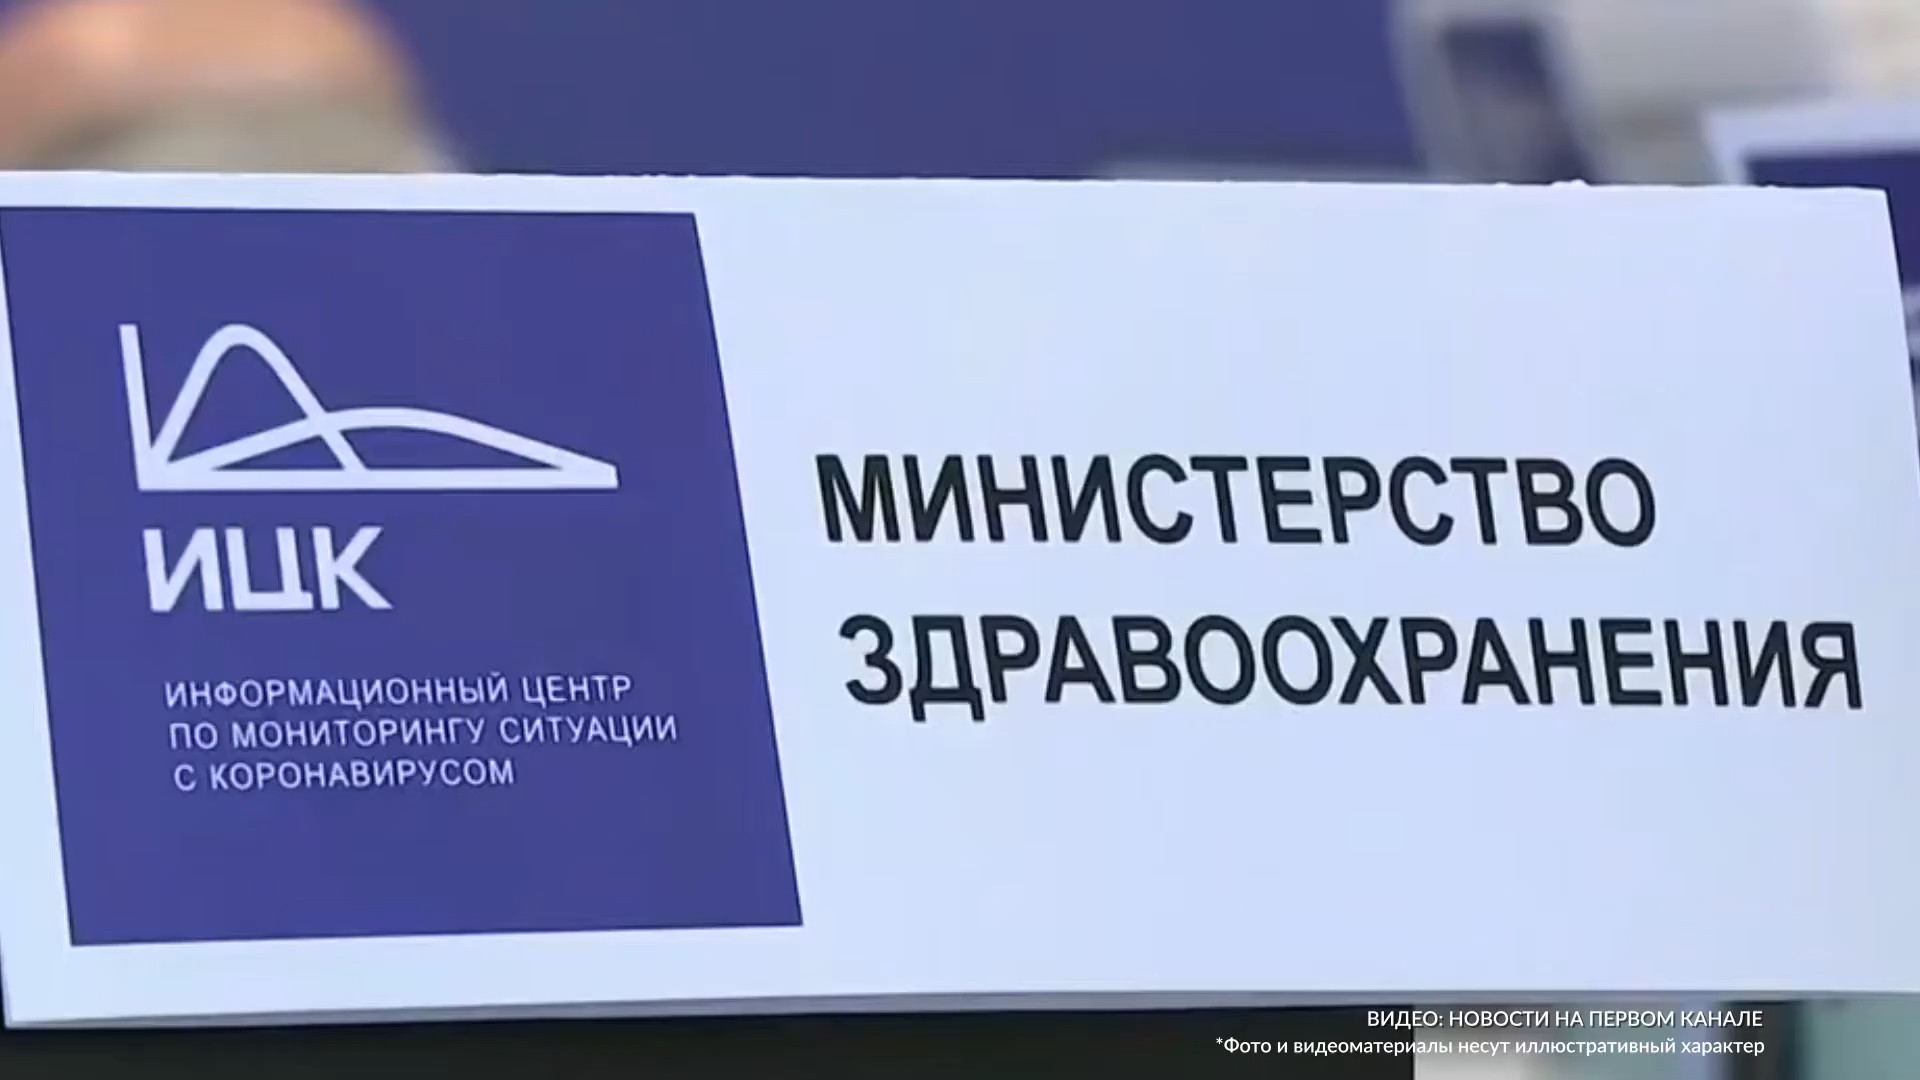 ИЦК
ИНФОРМАЦИОННЫЙ ЦЕНТР
ПО МОНИТОРИНГУ СИТУАЦИИ
С КОРОНАВИРУСОМ
МИНИСТЕРСТВО
ЗДРАВООХРАНЕНИЯ
ВИДЕО: НОВОСТИ НА ПЕРВОМ КАНАЛЕ
*Фото и видеоматериалы несут иллюстративный характер